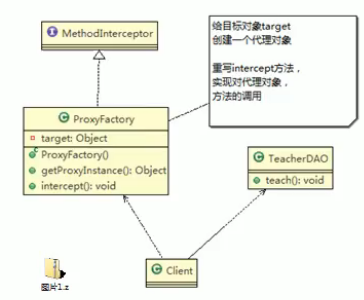 MethodInterceptor
给目标对象target
创建一个代理对象
重写intercept方法，
实现对代理对象，
方法的调用
ProxyFactory
target: Object
ProxyFactory()
getProxyInstance(): Object
intercept(): void
TeacherDAO
teach(): void
Client
图片1.z